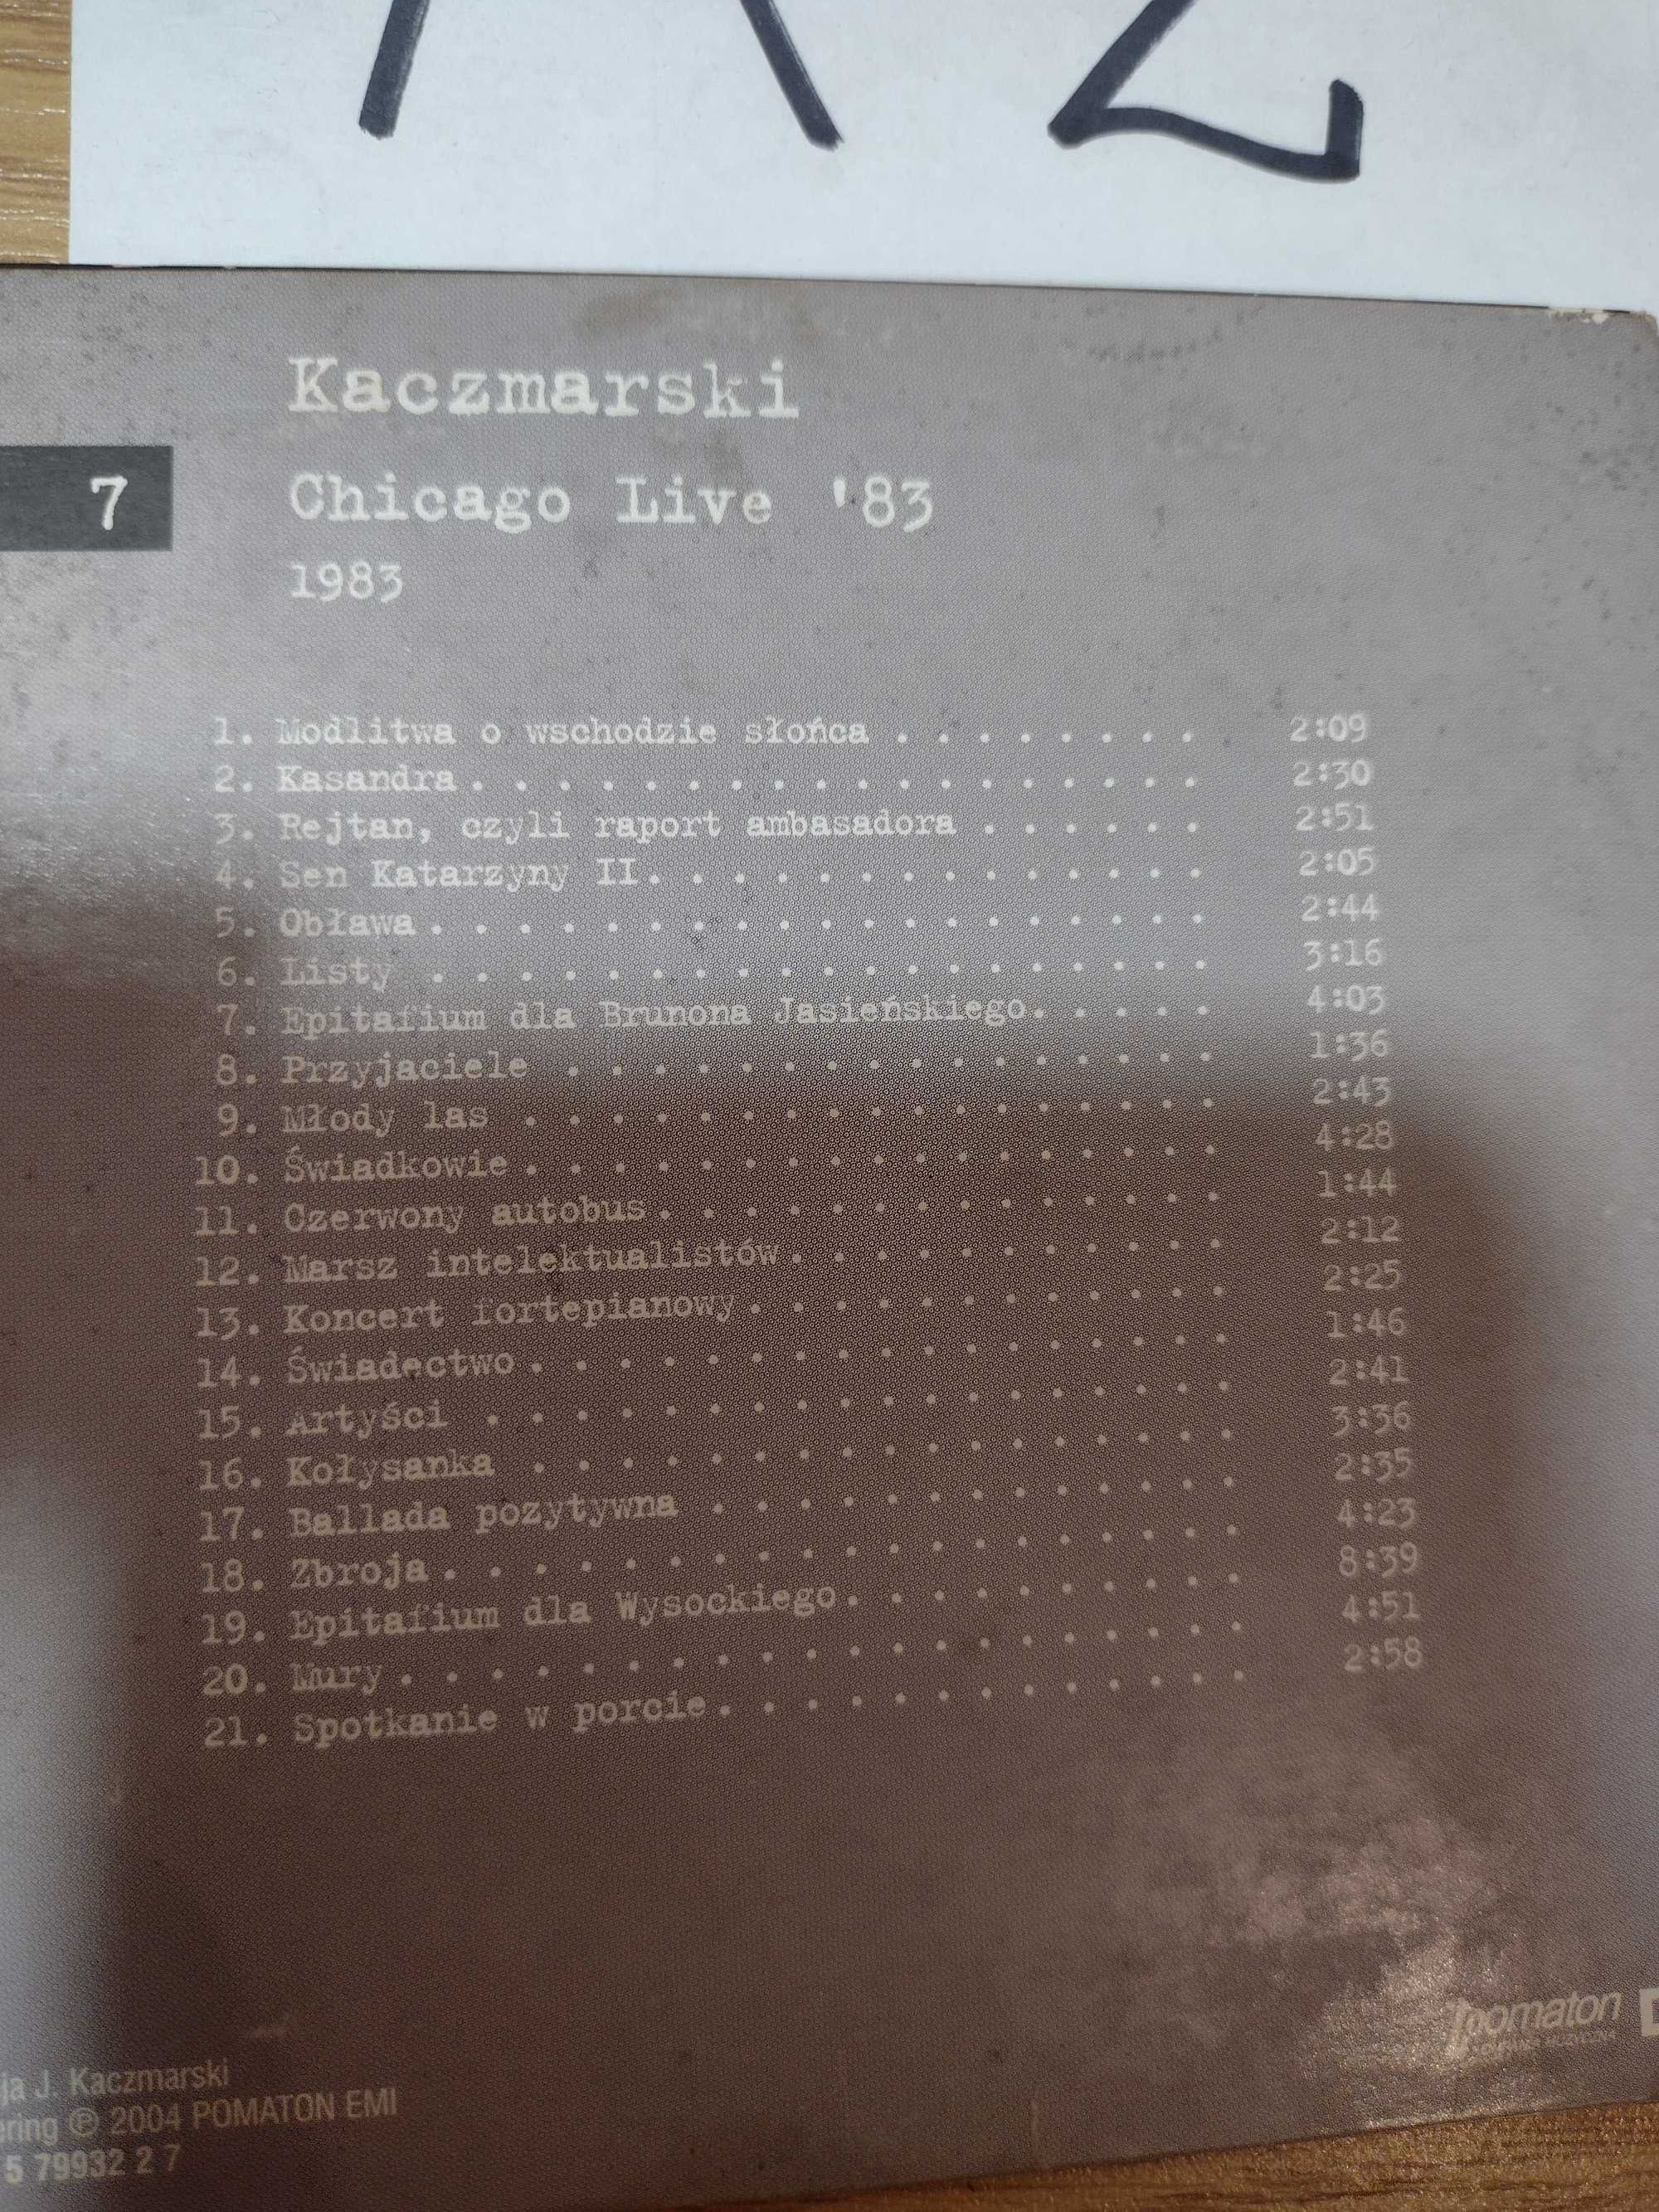 Kaczmarski
7 Chicago Live '83
1983
1. Modlitwa o wschodzie słońca . . . . . . . . 2:09
2. Kasandra . . . . . . . . . . . . . . . . . 2:30
3. Rejtan, czyli raport ambasadora . . . . . . 2:51
4. Sen Katarzyny II . . . . . . . . . . . . . . 2:05
5. Obława . . . . . . . . . . . . . . . . . . 2:44
6. Listy . . . . . . . . . . . . . . . . . . 3:16
7. Epitafium dla Brunona Jasieńskiego . . . . . 4:03
8. Przyjaciele . . . . . . . . . . . . . . . 1:36
9. Młody las . . . . . . . . . . . . . . . . 2:43
10. Świadkowie . . . . . . . . . . . . . . . . 4:28
11. Czerwony autobus . . . . . . . . . . . . . 1:44
12. Marsz intelektualistów . . . . . . . . . . 2:12
13. Koncert fortepianowy . . . . . . . . . . . 2:25
14. Świadectwo . . . . . . . . . . . . . . . . 1:46
15. Artyści . . . . . . . . . . . . . . . . . 2:41
16. Kołysanka . . . . . . . . . . . . . . . . 3:36
17. Ballada pozytywna . . . . . . . . . . . . 2:35
18. Zbroja . . . . . . . . . . . . . . . . . . 4:23
19. Epitafium dla Wysockiego . . . . . . . . . 8:39
20. Mury . . . . . . . . . . . . . . . . . . . 4:51
21. Spotkanie w porcie . . . . . . . . . . . . 2:58
pomaton
ja J. Kaczmarski
ering ℗ 2004 POMATON EMI
5 79932 2 7